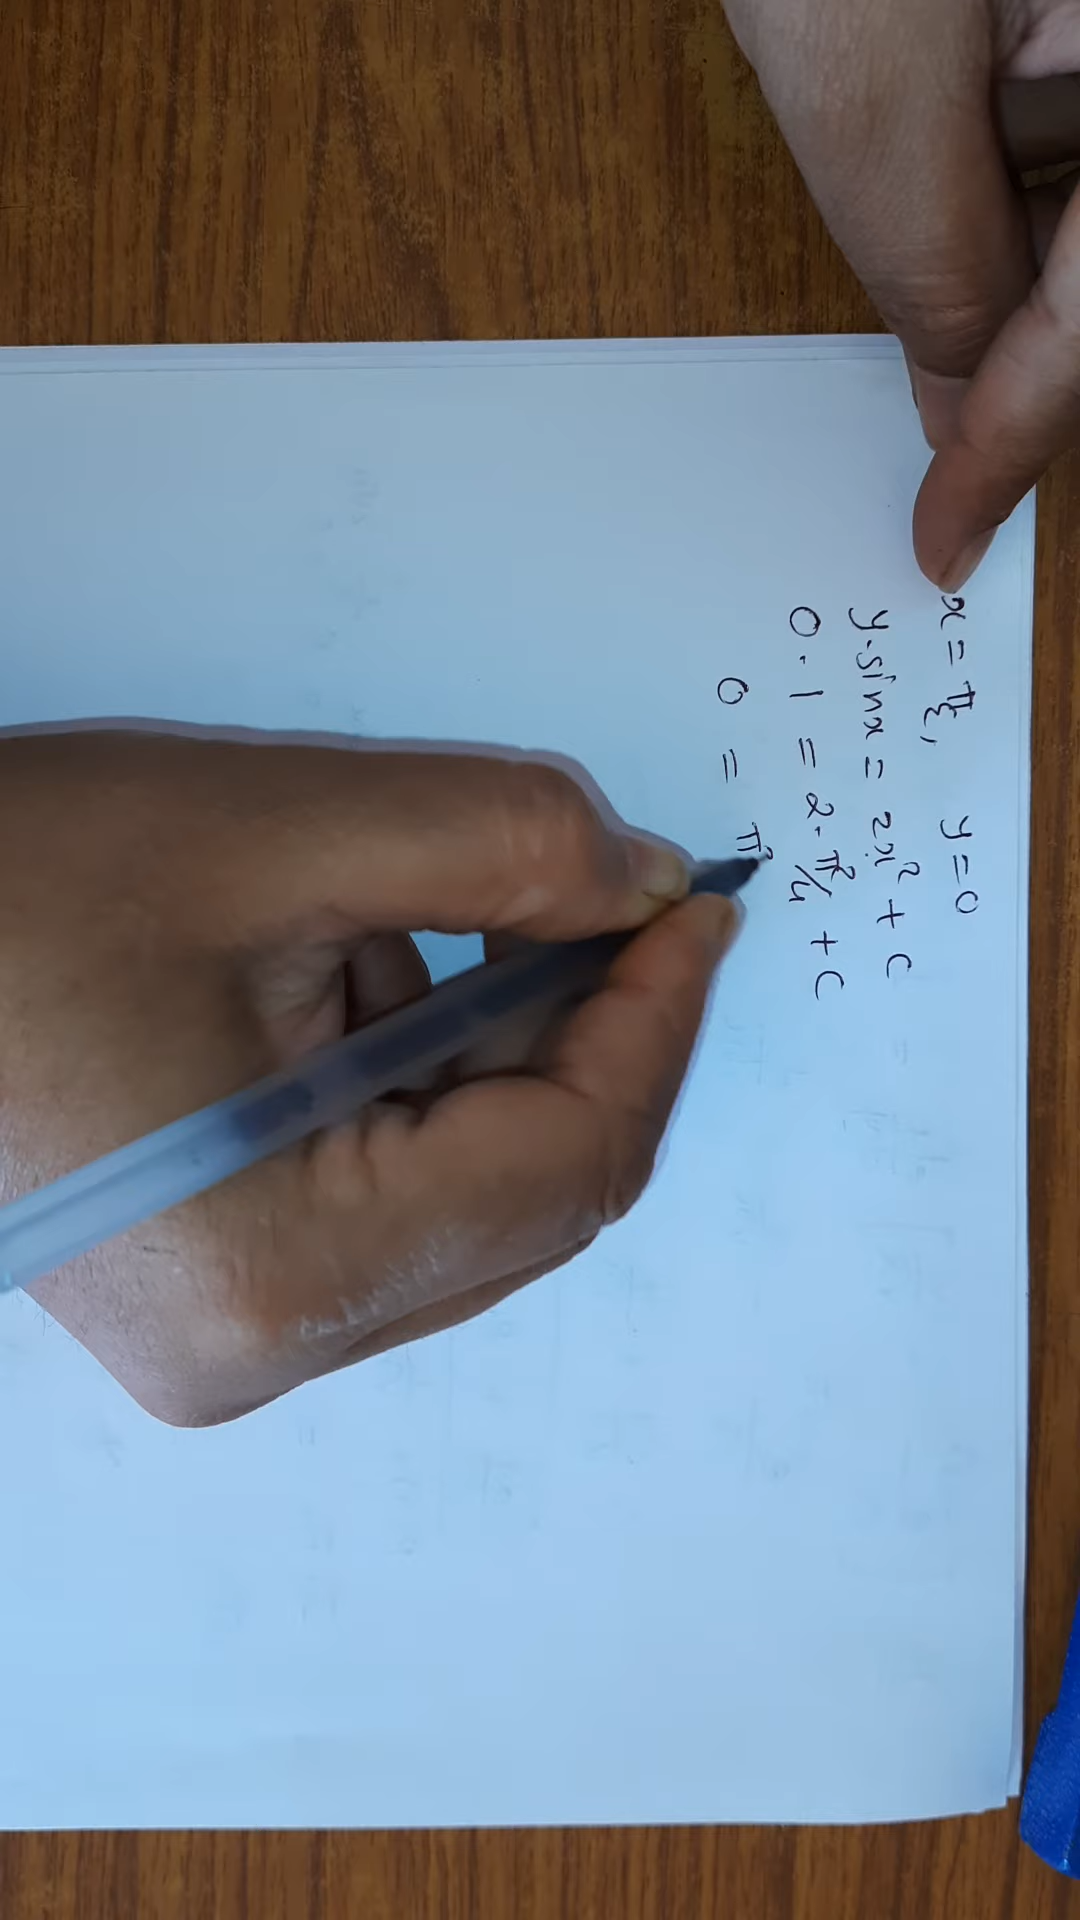 x = π/2, y = 0
y.sinx = 2x² + C
0 . 1 = 2. π²/4 + C
0 = π²